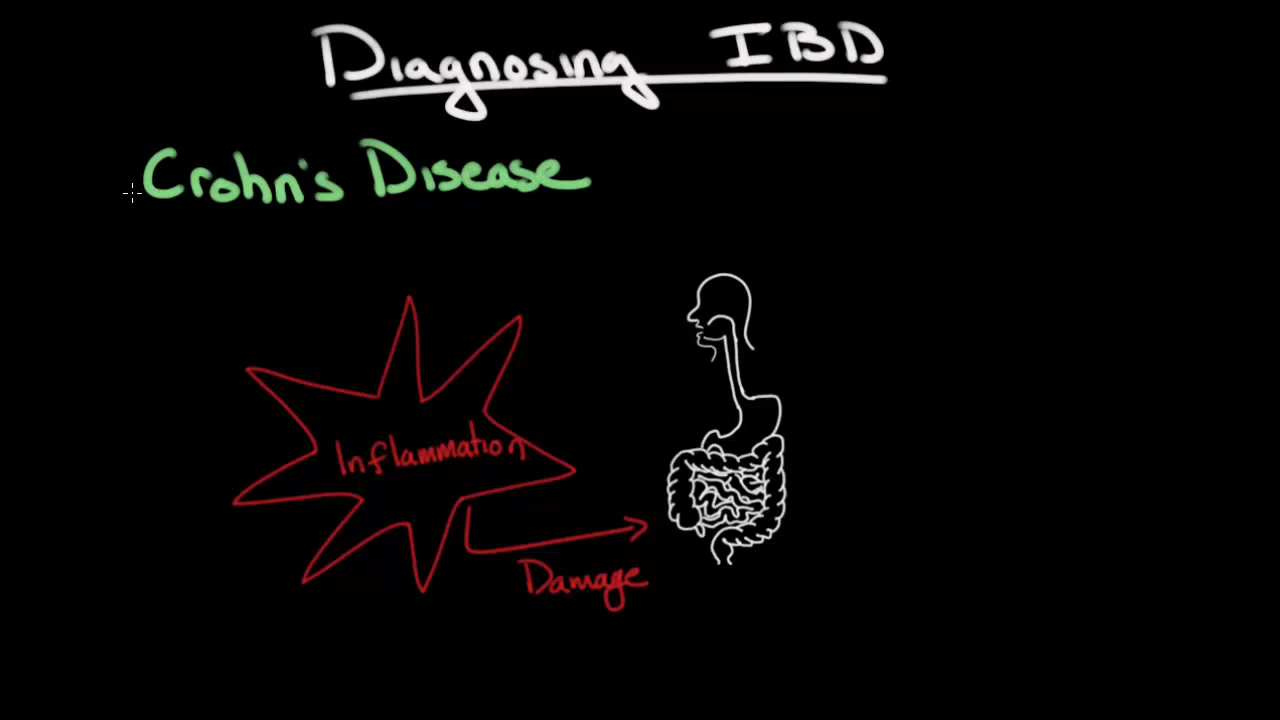 Diagnosing IBD
Crohn's Disease
Inflammation
Damage